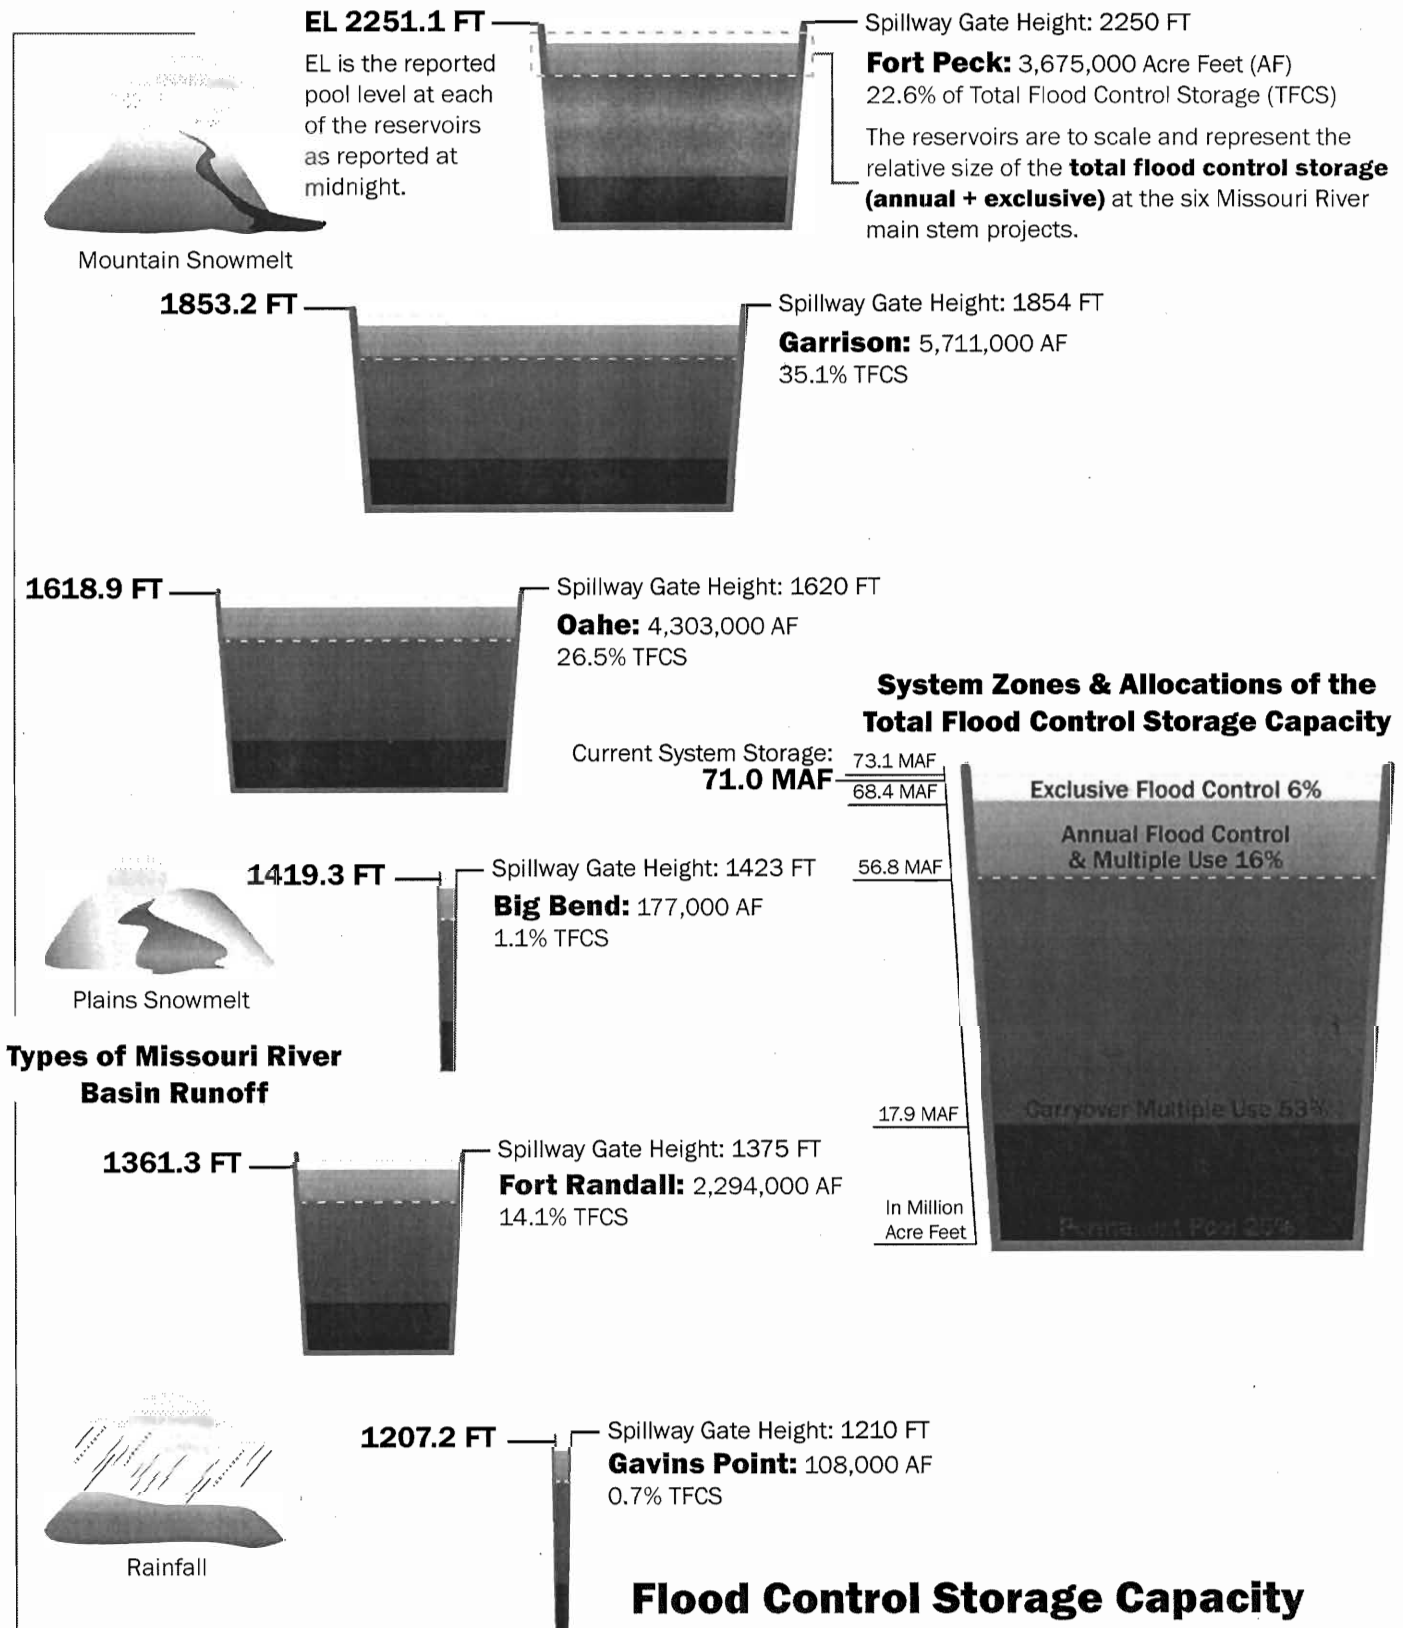 EL 2251.1 FT
EL is the reported
pool level at each
of the reservoirs
as reported at
midnight.
Spillway Gate Height: 2250 FT
Fort Peck: 3,675,000 Acre Feet (AF)
22.6% of Total Flood Control Storage (TFCS)
The reservoirs are to scale and represent the
relative size of the total flood control storage
(annual + exclusive) at the six Missouri River
main stem projects.
Mountain Snowmelt
1853.2 FT
Spillway Gate Height: 1854 FT
Garrison: 5,711,000 AF
35.1% TFCS
1618.9 FT
Spillway Gate Height: 1620 FT
Oahe: 4,303,000 AF
26.5% TFCS
System Zones & Allocations of the
Total Flood Control Storage Capacity
Current System Storage:
71.0 MAF
73.1 MAF
68.4 MAF
56.8 MAF
17.9 MAF
In Million
Acre Feet
Exclusive Flood Control 6%
Annual Flood Control
& Multiple Use 16%
Carryover Multiple Use 53%
Permanent Pool 25%
1419.3 FT
Spillway Gate Height: 1423 FT
Big Bend: 177,000 AF
1.1% TFCS
Plains Snowmelt
Types of Missouri River
Basin Runoff
1361.3 FT
Spillway Gate Height: 1375 FT
Fort Randall: 2,294,000 AF
14.1% TFCS
1207.2 FT
Spillway Gate Height: 1210 FT
Gavins Point: 108,000 AF
0.7% TFCS
Rainfall
Flood Control Storage Capacity